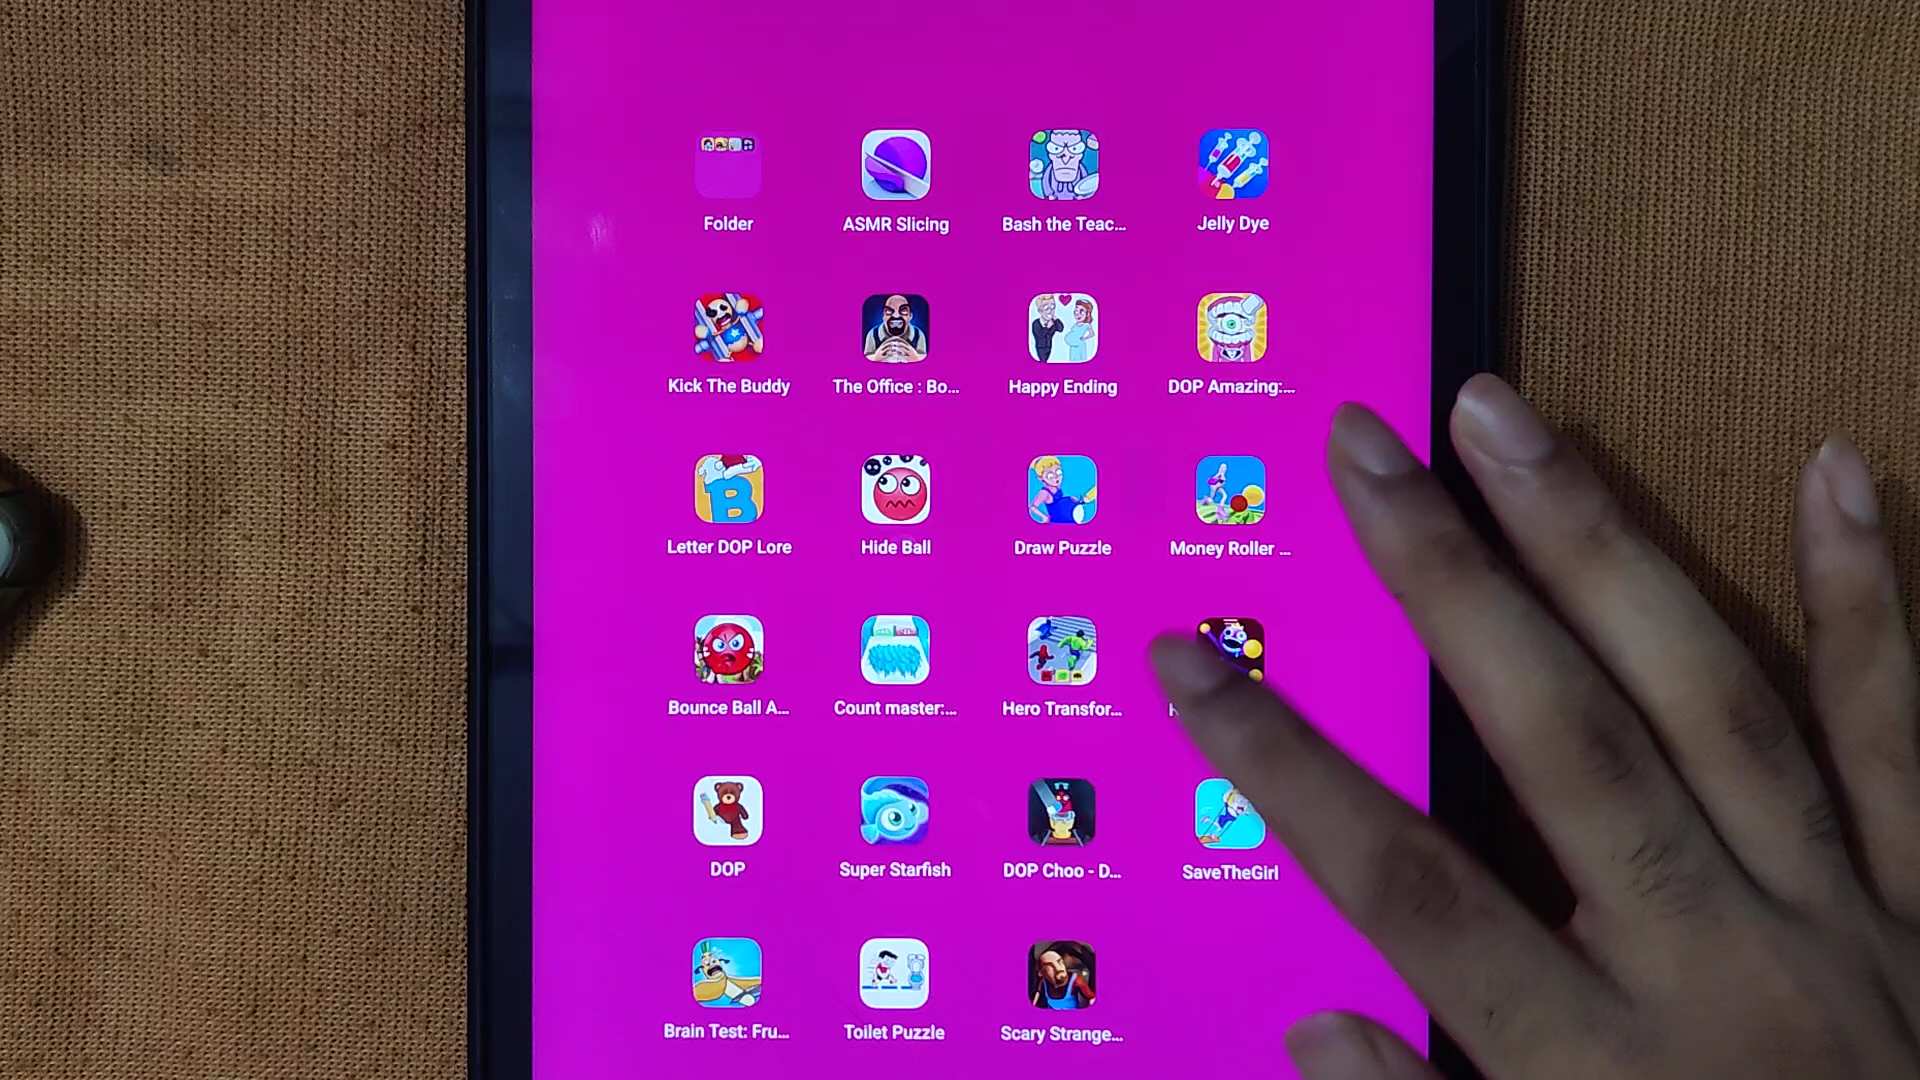 Folder
ASMR Slicing
Bash the Teac...
Jelly Dye
Kick The Buddy
The Office : Bo...
Happy Ending
DOP Amazing:...
Letter DOP Lore
Hide Ball
Draw Puzzle
Money Roller ...
Bounce Ball A...
Count master:...
Hero Transfor...
DOP
Super Starfish
DOP Choo - D...
SaveTheGirl
Brain Test: Fru...
Toilet Puzzle
Scary Strange...